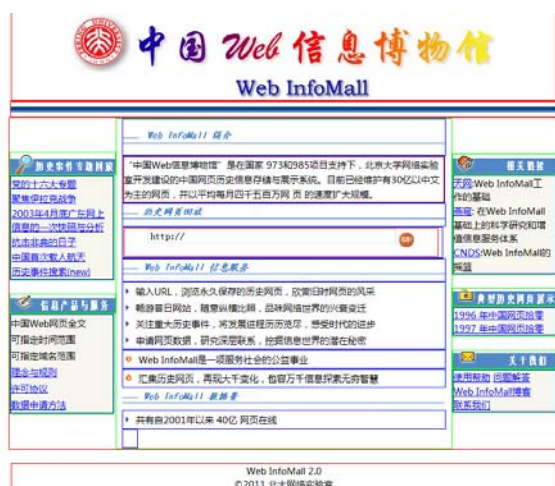 中国 Web 信息博物馆
Web InfoMall
历史事件专题回放
党的十六大专题
聚焦伊拉克战争
2003年4月底广东网上
信息的一次快照与分析
抗击非典的日子
中国首次载人航天
历史事件搜索(new)
信息产品与服务
中国Web网页全文
可指定时间范围
可指定域名范围
理念与规则
许可协议
数据申请方法
Web InfoMall 简介
“中国Web信息博物馆”是在国家 973和985项目支持下，北京大学网络实验
室开发建设的中国网页历史信息存储与展示系统。目前已经维护有30亿以中文
为主的网页，并以平均每月四千五百万网 页 的速度扩大规模。
历史网页回放
http://
GO!
Web InfoMall 信息服务
输入URL，浏览永久保存的历史网页，欣赏旧时网页的风采
畅游昔日网站，随意纵横比照，品味网络世界的兴衰变迁
关注重大历史事件，将发展进程历历览尽，感受时代的进步
申请网页数据，研究深层联系，挖掘信息世界的潜在秘密
Web InfoMall是一项服务社会的公益事业
汇集历史网页，再现大千变化，包容万千信息探索无穷智慧
Web InfoMall 数据量
共有自2001年以来 40亿 网页在线
相关链接
天网:Web InfoMall工
作的基础
燕穹: 在Web InfoMall
基础上的科学研究和增
值信息服务体系
CNDS:Web InfoMall的
摇篮
典型历史网页展示
1996 年中国网页拾零
1997 年中国网页拾零
关于我们
使用帮助 问题解答
Web InfoMall博客
联系我们
Web InfoMall 2.0
©2011 北大网络实验室